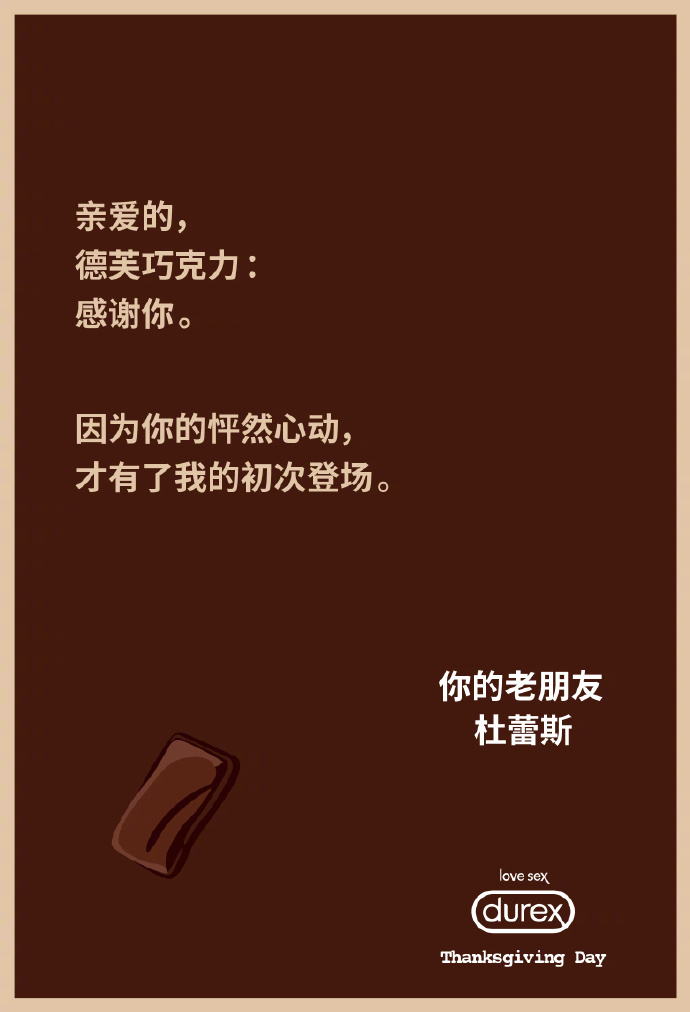 亲爱的，
德芙巧克力：
感谢你。
因为你的怦然心动，
才有了我的初次登场。
你的老朋友
杜蕾斯
love sex
durex
Thanksgiving Day